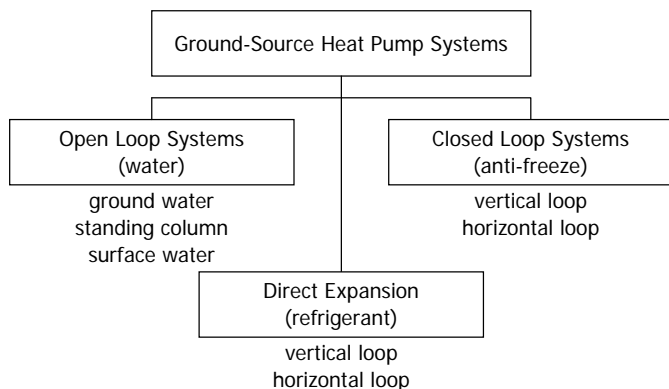 Ground-Source Heat Pump Systems
Open Loop Systems
(water)
ground water
standing column
surface water
Closed Loop Systems
(anti-freeze)
vertical loop
horizontal loop
Direct Expansion
(refrigerant)
vertical loop
horizontal loop